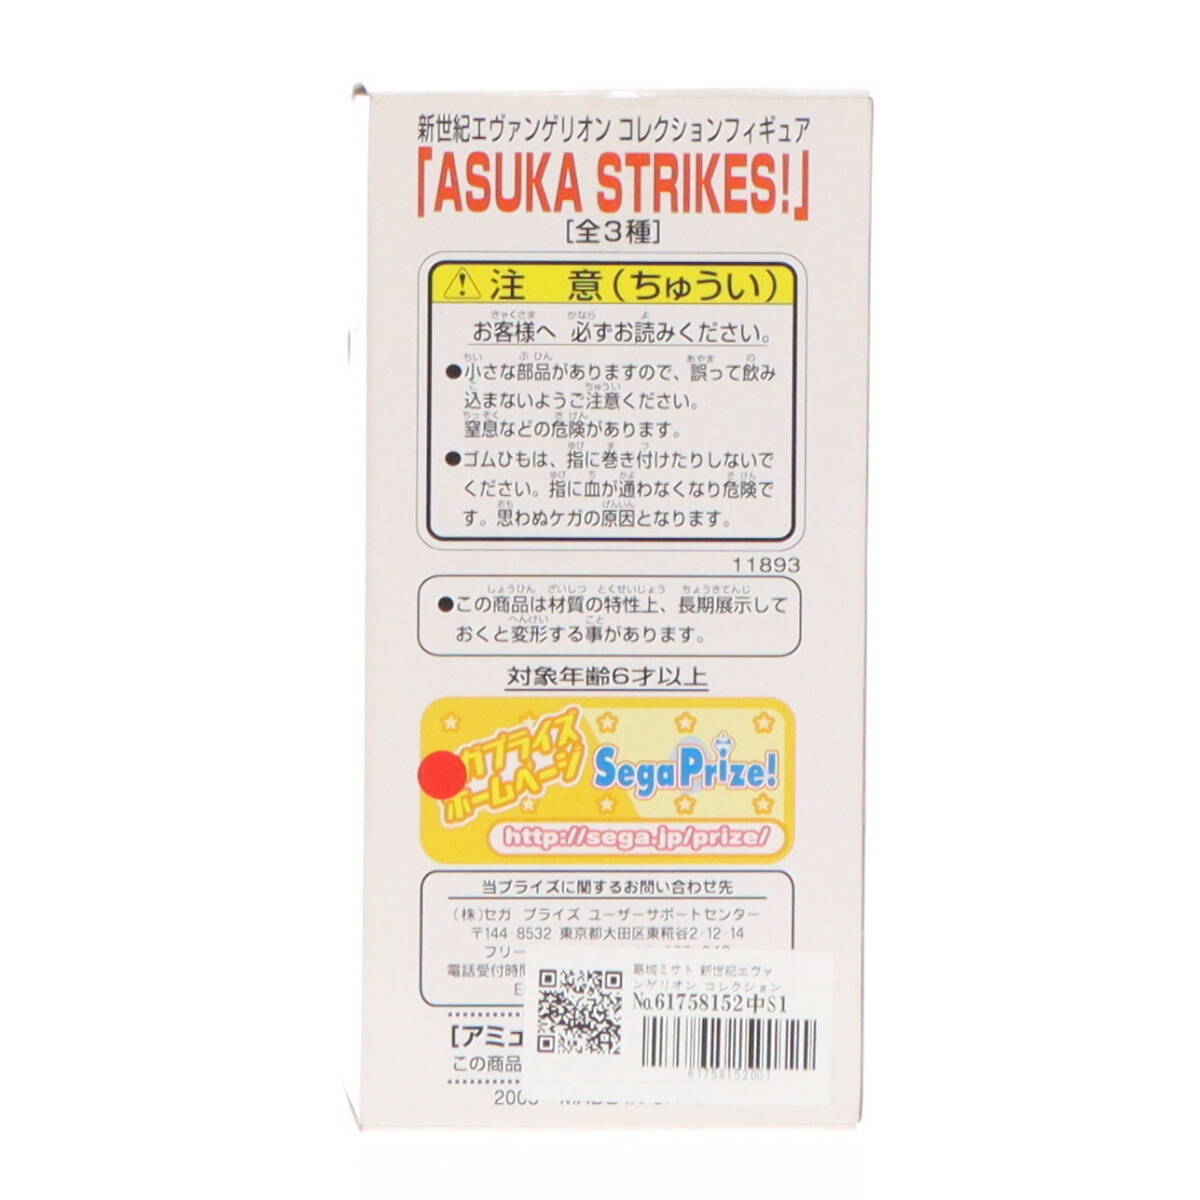 新世紀エヴァンゲリオン コレクションフィギュア
「ASUKA STRIKES!」
[全3種]
注 意(ちゅうい)
お客様へ 必ずお読みください。
●小さな部品がありますので、誤って飲み
込まないようご注意ください。
窒息などの危険があります。
●ゴムひもは、指に巻き付けたりしないで
ください。指に血が通わなくなり危険で
す。思わぬケガの原因となります。
11893
●この商品は材質の特性上、長期展示して
おくと変形する事があります。
対象年齢6才以上
ガプライズ
ホームページ
Sega Prize!
http://sega.jp/prize/
当プライズに関するお問い合わせ先
(株)セガ プライズ ユーザーサポートセンター
〒144-8532 東京都大田区東糀谷2-12-14
フリー
電話受付時間
E
葛城ミサト 新世紀エヴァ
ンゲリオン コレクション
No.61758152中S1
61758152001
[アミュ
この商品